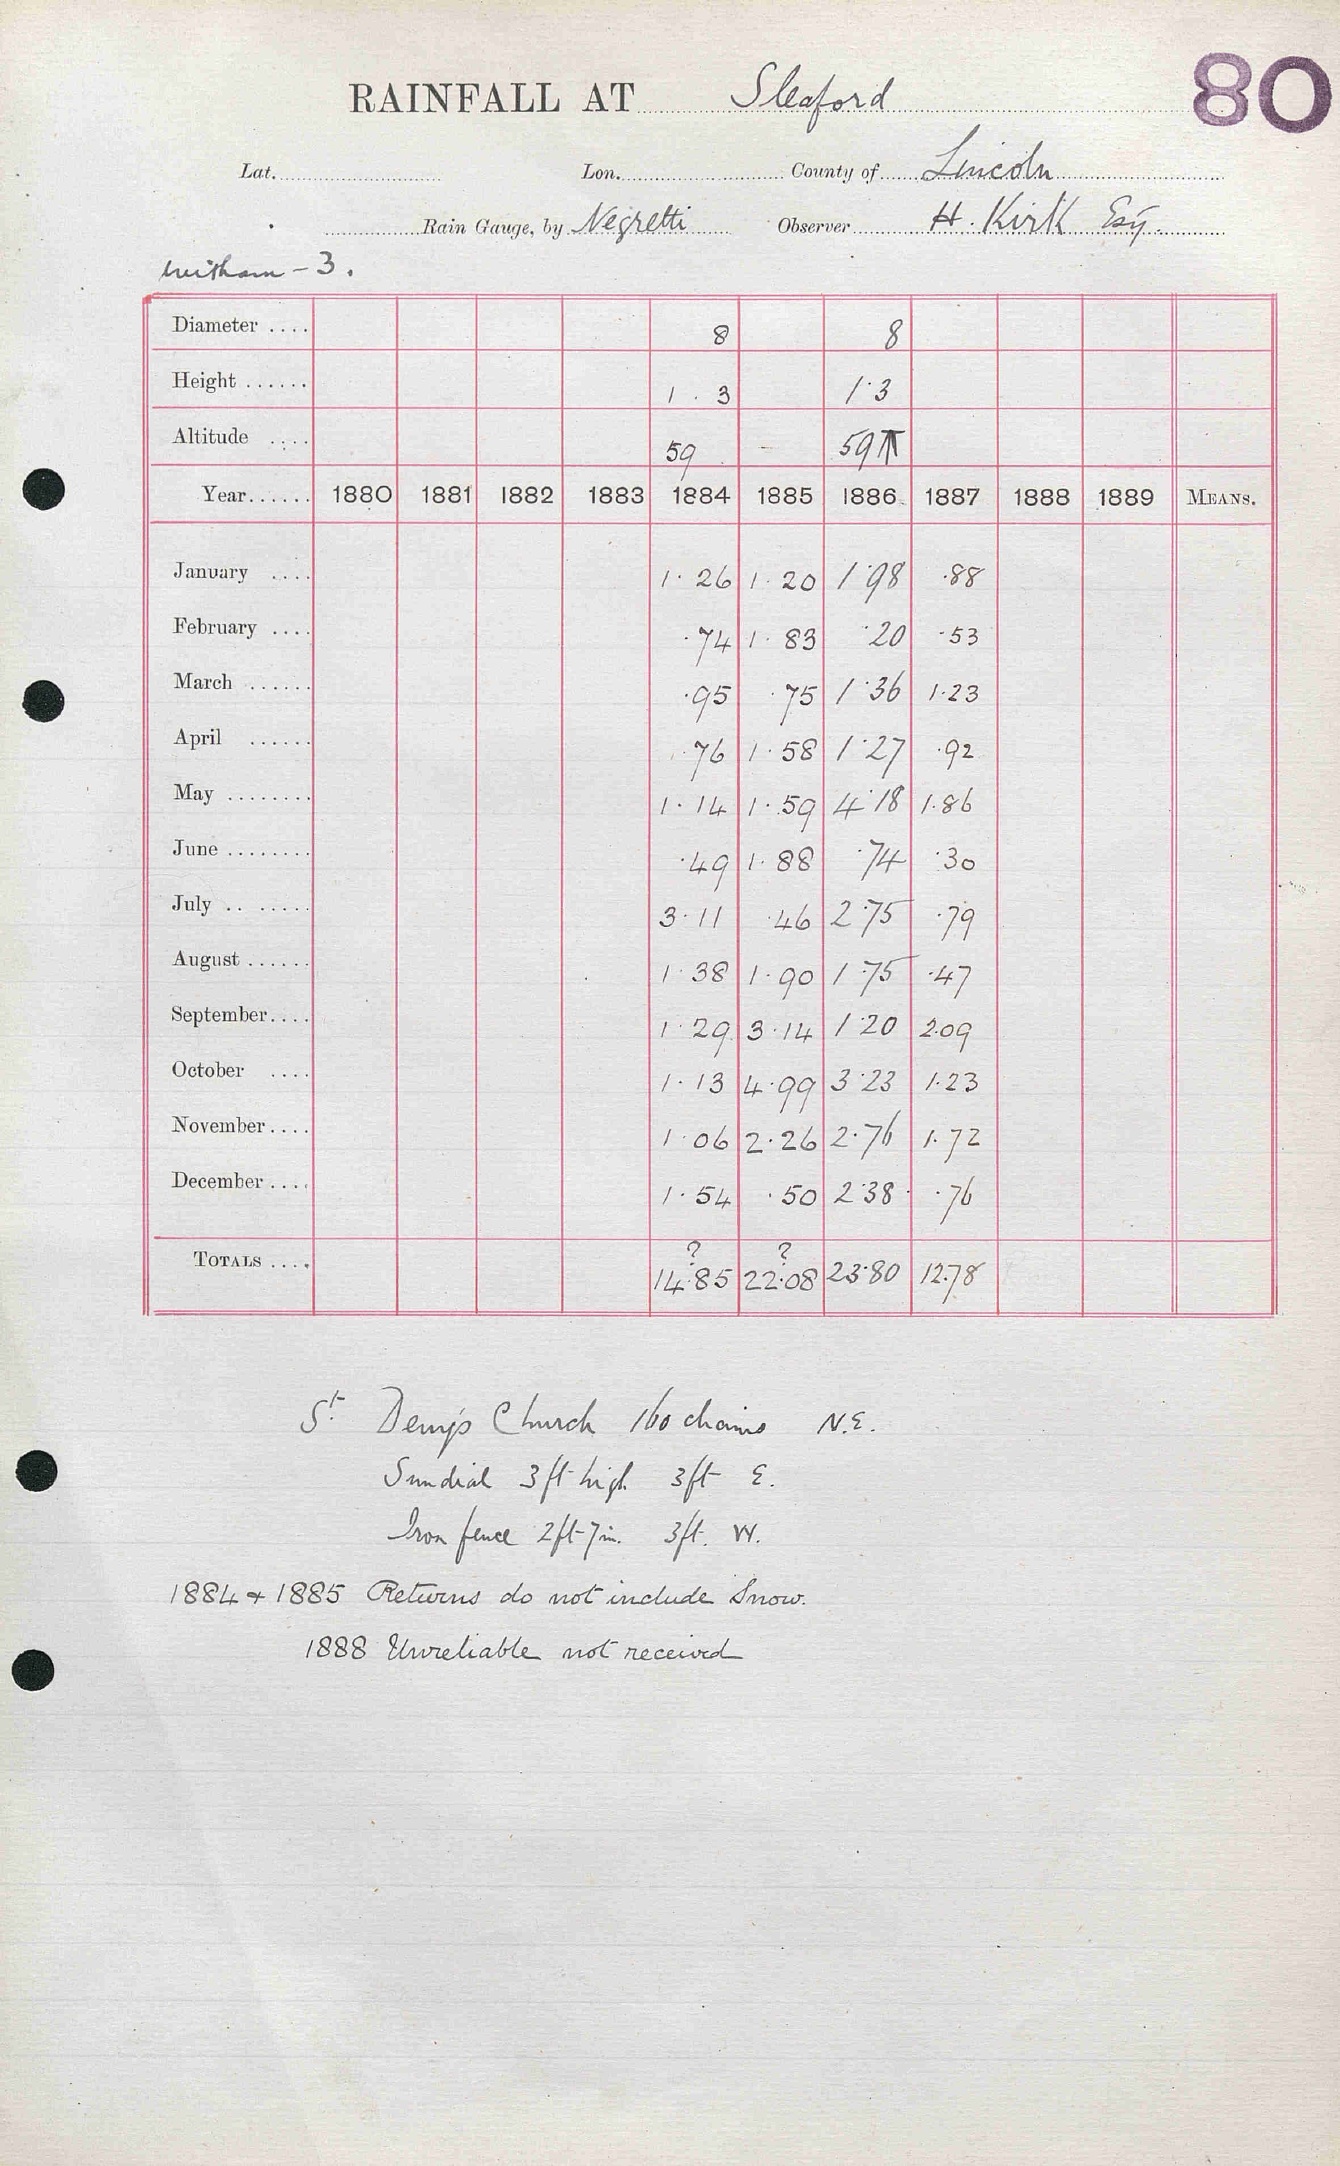 80
RAINFALL AT Sleaford
Lat. Lon. County of Lincoln
Rain Gauge, by Negretti Observer H. Kirk Esq.
Witham - 3.
Diameter .... 8 8
Height ...... 1.3 1.3
Altitude .... 59 - 59
Year ...... 1880 1881 1882 1883 1884 1885 1886 1887 1888 1889 MEANS.
January .... 1.26 1.20 1.98 .88
February .... .74 1.83 .20 .53
March ...... .95 .75 1.36 1.23
April ...... .76 1.58 1.27 .92
May ........ 1.14 1.59 4.18 1.86
June ........ .49 1.88 .74 .30
July .. ...... 3.11 .46 2.75 .79
August ...... 1.38 1.90 1.75 .47
September.... 1.29 3.14 1.20 2.09
October .... 1.13 4.99 3.23 1.23
November.... 1.06 2.26 2.76 1.72
December.... 1.54 .50 2.38 .76
? ?
TOTALS .... 14.85 22.08 23.80 12.78
St. Deny's Church 160 chains N.E.
Sundial 3ft high 3ft E.
Iron fence 2ft-7in. 3ft. W.
1884 & 1885 Returns do not include Snow.
1888 Unreliable not received